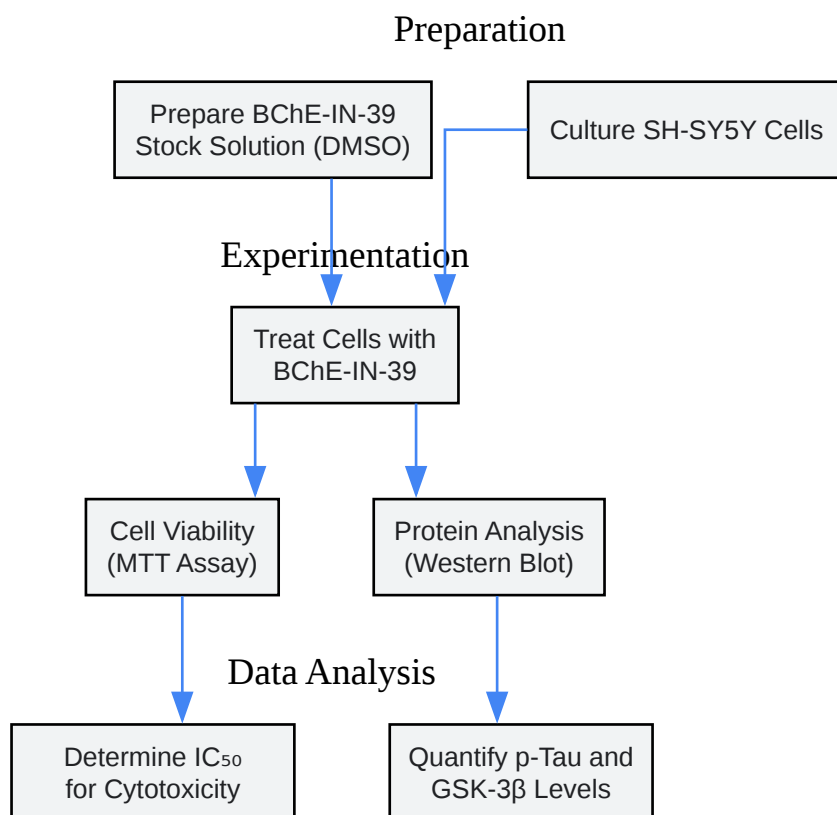 Preparation
Prepare BChE-IN-39
Stock Solution (DMSO)
Culture SH-SY5Y Cells
Experimentation
Treat Cells with
BChE-IN-39
Cell Viability
(MTT Assay)
Protein Analysis
(Western Blot)
Data Analysis
Determine IC₅₀
for Cytotoxicity
Quantify p-Tau and
GSK-3β Levels